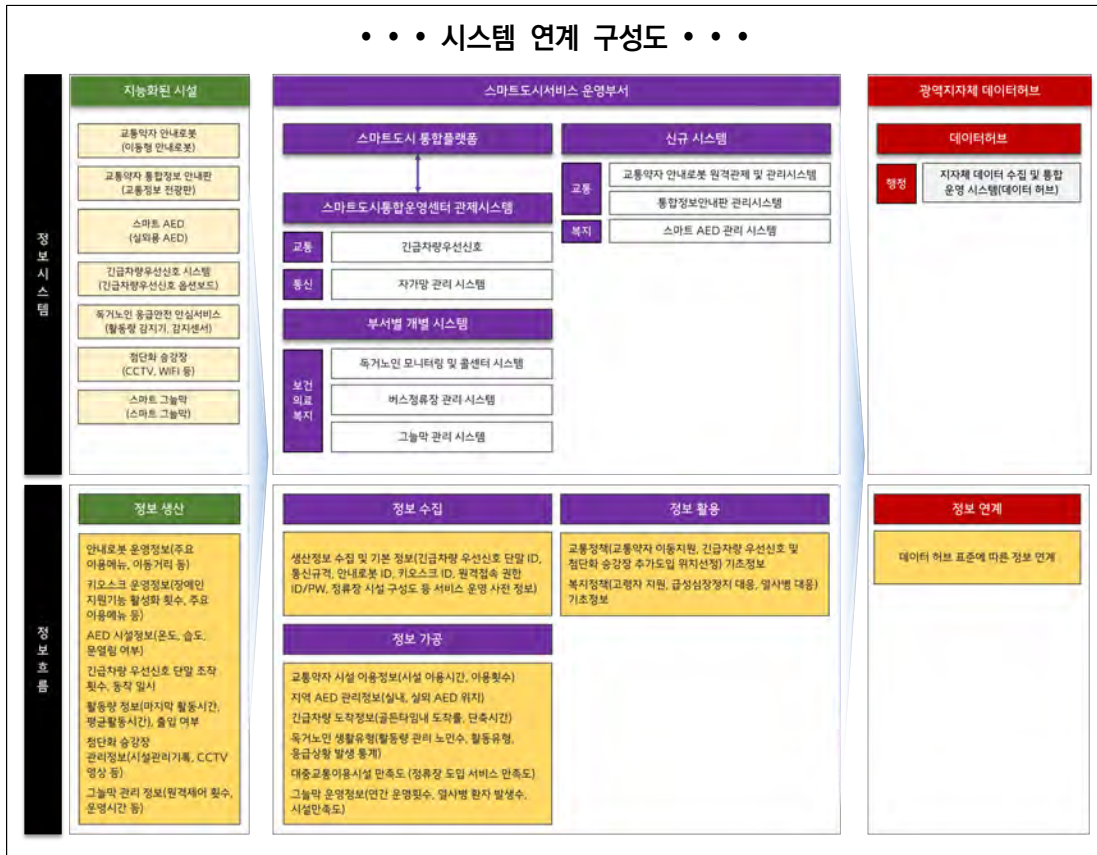 • • • 시스템 연계 구성도 • • •
정보시스템
지능화된 시설
교통약자 안내로봇
(이동형 안내로봇)
교통약자 통합정보 안내판
(교통정보 전광판)
스마트 AED
(실외용 AED)
긴급차량우선신호 시스템
(긴급차량우선신호 옵션보드)
독거노인 응급안전 안심서비스
(활동량 감지기, 감지센서)
첨단화 승강장
(CCTV, WIFI 등)
스마트 그늘막
(스마트 그늘막)
스마트도시서비스 운영부서
스마트도시 통합플랫폼
스마트도시통합운영센터 관제시스템
교통
긴급차량우선신호
통신
자가망 관리 시스템
부서별 개별 시스템
보건
의료
복지
독거노인 모니터링 및 콜센터 시스템
버스정류장 관리 시스템
그늘막 관리 시스템
신규 시스템
교통
교통약자 안내로봇 원격관제 및 관리시스템
통합정보안내판 관리시스템
복지
스마트 AED 관리 시스템
광역지자체 데이터허브
데이터허브
행정
지자체 데이터 수집 및 통합
운영 시스템(데이터 허브)
정보흐름
정보 생산
안내로봇 운영정보(주요
이용메뉴, 이동거리 등)
키오스크 운영정보(장애인
지원기능 활성화 횟수, 주요
이용메뉴 등)
AED 시설정보(온도, 습도,
문열림 여부)
긴급차량 우선신호 단말 조작
횟수, 동작 일시
활동량 정보(마지막 활동시간,
평균활동시간), 출입 여부
첨단화 승강장
관리정보(시설관리기록, CCTV
영상 등)
그늘막 관리 정보(원격제어 횟수,
운영시간 등)
정보 수집
생산정보 수집 및 기본 정보(긴급차량 우선신호 단말 ID,
통신규격, 안내로봇 ID, 키오스크 ID, 원격접속 권한
ID/PW, 정류장 시설 구성도 등 서비스 운영 사전 정보)
정보 가공
교통약자 시설 이용정보(시설 이용시간, 이용횟수)
지역 AED 관리정보(실내, 실외 AED 위치)
긴급차량 도착정보(골든타임내 도착률, 단축시간)
독거노인 생활유형(활동량 관리 노인수, 활동유형,
응급상황 발생 통계)
대중교통이용시설 만족도 (정류장 도입 서비스 만족도)
그늘막 운영정보(연간 운영횟수, 열사병 환자 발생수,
시설만족도)
정보 활용
교통정책(교통약자 이동지원, 긴급차량 우선신호 및
첨단화 승강장 추가도입 위치선정) 기초정보
복지정책(고령자 지원, 급성심장정지 대응, 열사병 대응)
기초정보
정보 연계
데이터 허브 표준에 따른 정보 연계